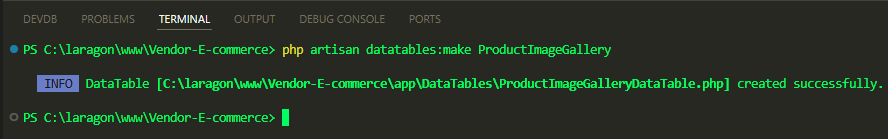 DEVDB PROBLEMS TERMINAL OUTPUT DEBUG CONSOLE PORTS
PS C:\laragon\www\Vendor-E-commerce> php artisan datatables:make ProductImageGallery
INFO DataTable [C:\laragon\www\Vendor-E-commerce\app\DataTables\ProductImageGalleryDataTable.php] created successfully.
PS C:\laragon\www\Vendor-E-commerce>